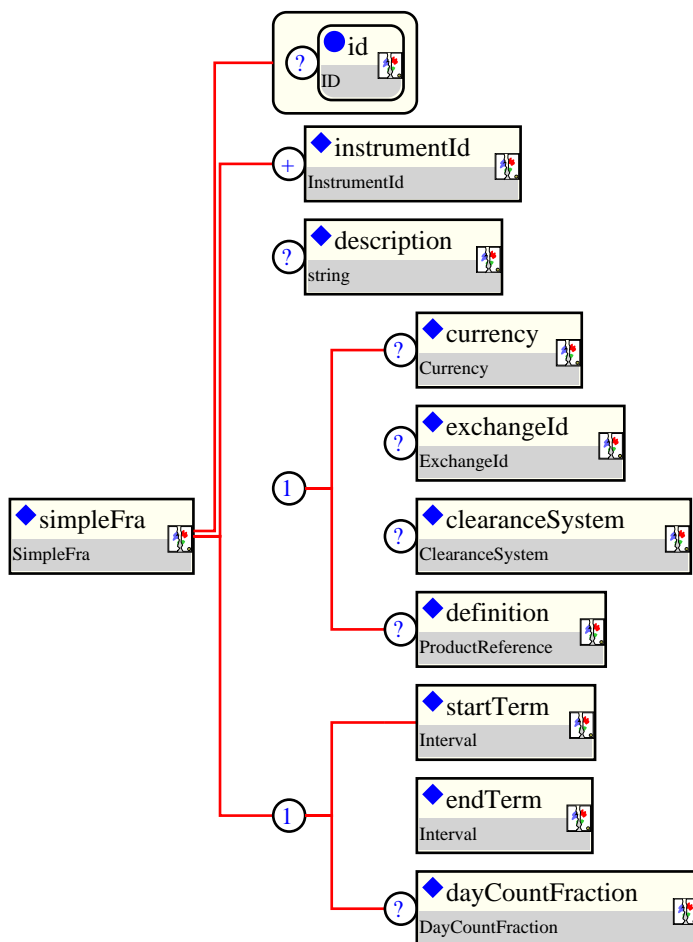 id
?
ID
instrumentId
+
InstrumentId
description
?
string
currency
?
Currency
exchangeId
?
ExchangeId
1
simpleFra
SimpleFra
clearanceSystem
?
ClearanceSystem
definition
?
ProductReference
startTerm
Interval
endTerm
1
Interval
dayCountFraction
?
DayCountFraction